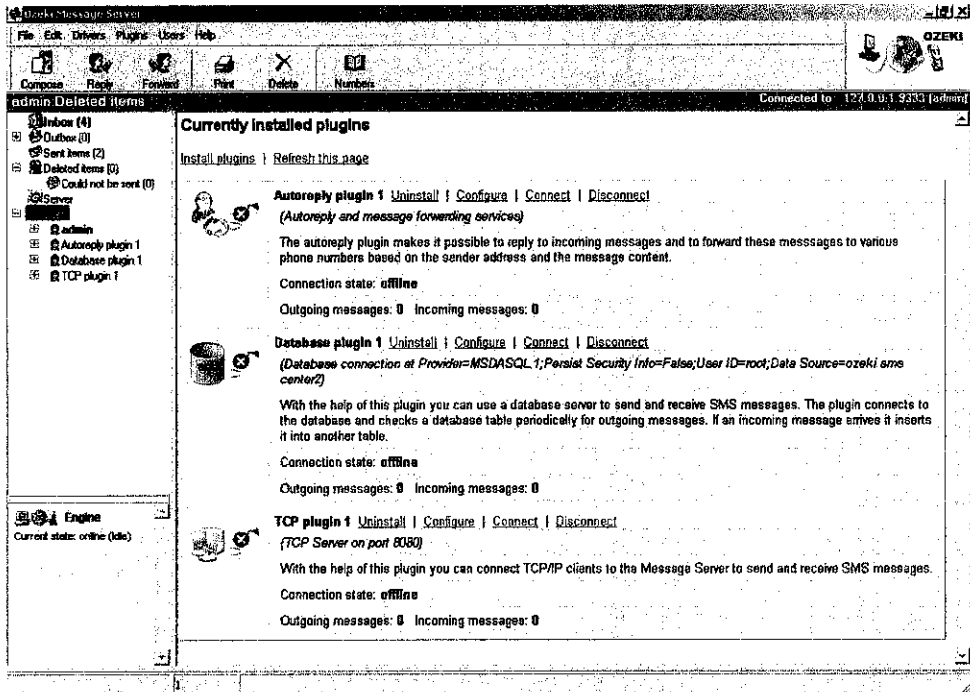 Ozeki Message Server
File Edit Drivers Plugins Users Help
OZEKI
Compose Reply Forward Print Delete Numbers
admin:Deleted items
Connected to 127.0.0.1:9333 [admin]
Inbox (4)
Outbox (0)
Sent items (2)
Deleted items (0)
Could not be sent (0)
Server
admin
Autoreply plugin 1
Database plugin 1
TCP plugin 1
Engine
Current state: online (Idle)
Currently installed plugins
Install plugins | Refresh this page
Autoreply plugin 1 Uninstall | Configure | Connect | Disconnect
(Autoreply and message forwarding services)
The autoreply plugin makes it possible to reply to incoming messages and to forward these messsages to various
phone numbers based on the sender address and the message content.
Connection state: offline
Outgoing messages: 0 Incoming messages: 0
Database plugin 1 Uninstall | Configure | Connect | Disconnect
(Database connection at Provider=MSDASQL.1;Persist Security Info=False;User ID=root;Data Source=ozeki sms
center2)
With the help of this plugin you can use a database server to send and receive SMS messages. The plugin connects to
the database and checks a database table periodically for outgoing messages. If an incoming message arrives it inserts
it into another table.
Connection state: offline
Outgoing messages: 0 Incoming messages: 0
TCP plugin 1 Uninstall | Configure | Connect | Disconnect
(TCP Server on port 8080)
With the help of this plugin you can connect TCP/IP clients to the Message Server to send and receive SMS messages.
Connection state: offline
Outgoing messages: 0 Incoming messages: 0